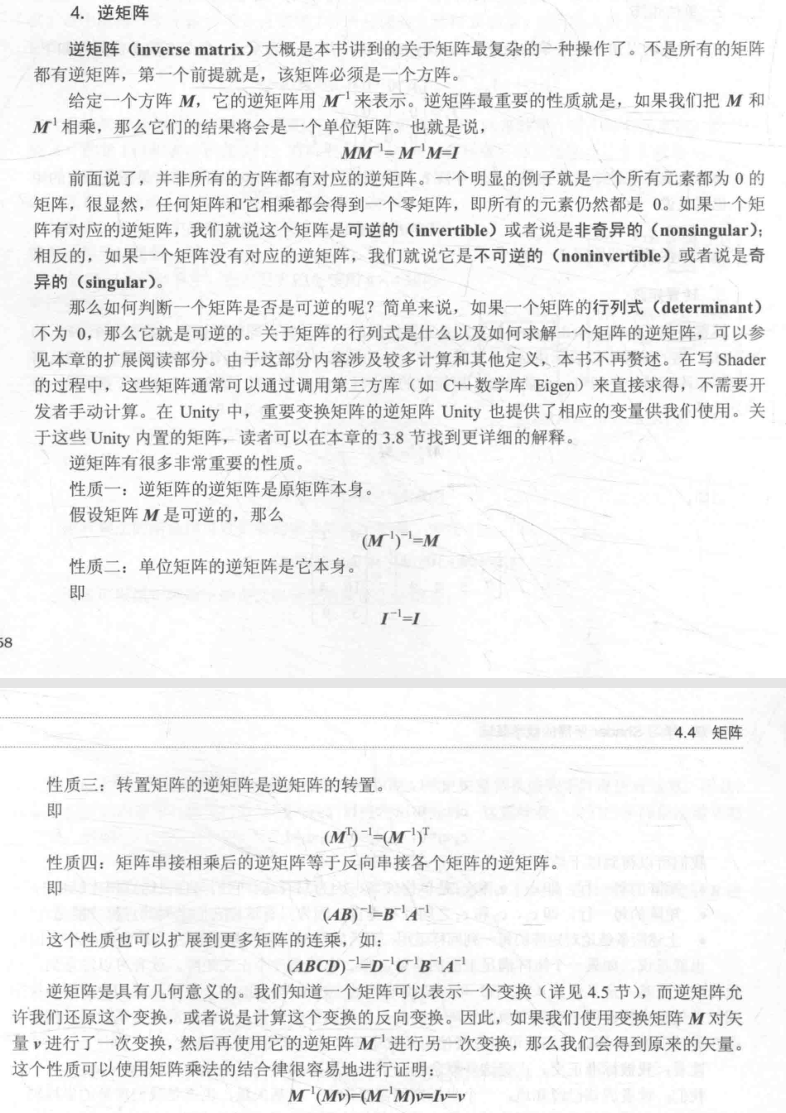 4. 逆矩阵
逆矩阵（inverse matrix）大概是本书讲到的关于矩阵最复杂的一种操作了。不是所有的矩阵
都有逆矩阵，第一个前提就是，该矩阵必须是一个方阵。
给定一个方阵 M，它的逆矩阵用 M⁻¹来表示。逆矩阵最重要的性质就是，如果我们把 M 和
M⁻¹相乘，那么它们的结果将会是一个单位矩阵。也就是说，
MM⁻¹=M⁻¹M=I
前面说了，并非所有的方阵都有对应的逆矩阵。一个明显的例子就是一个所有元素都为 0 的
矩阵，很显然，任何矩阵和它相乘都会得到一个零矩阵，即所有的元素仍然都是 0。如果一个矩
阵有对应的逆矩阵，我们就说这个矩阵是可逆的（invertible）或者说是非奇异的（nonsingular）；
相反的，如果一个矩阵没有对应的逆矩阵，我们就说它是不可逆的（noninvertible）或者说是奇
异的（singular）。
那么如何判断一个矩阵是否是可逆的呢？简单来说，如果一个矩阵的行列式（determinant）
不为 0，那么它就是可逆的。关于矩阵的行列式是什么以及如何求解一个矩阵的逆矩阵，可以参
见本章的扩展阅读部分。由于这部分内容涉及较多计算和其他定义，本书不再赘述。在写 Shader
的过程中，这些矩阵通常可以通过调用第三方库（如 C++数学库 Eigen）来直接求得，不需要开
发者手动计算。在 Unity 中，重要变换矩阵的逆矩阵 Unity 也提供了相应的变量供我们使用。关
于这些 Unity 内置的矩阵，读者可以在本章的 3.8 节找到更详细的解释。
逆矩阵有很多非常重要的性质。
性质一：逆矩阵的逆矩阵是原矩阵本身。
假设矩阵 M 是可逆的，那么
(M⁻¹)⁻¹=M
性质二：单位矩阵的逆矩阵是它本身。
即
I⁻¹=I
58
4.4 矩阵
性质三：转置矩阵的逆矩阵是逆矩阵的转置。
即
(Mᵀ)⁻¹=(M⁻¹)ᵀ
性质四：矩阵串接相乘后的逆矩阵等于反向串接各个矩阵的逆矩阵。
即
(AB)⁻¹=B⁻¹A⁻¹
这个性质也可以扩展到更多矩阵的连乘，如：
(ABCD)⁻¹=D⁻¹C⁻¹B⁻¹A⁻¹
逆矩阵是具有几何意义的。我们知道一个矩阵可以表示一个变换（详见 4.5 节），而逆矩阵允
许我们还原这个变换，或者说是计算这个变换的反向变换。因此，如果我们使用变换矩阵 M 对矢
量 v 进行了一次变换，然后再使用它的逆矩阵 M⁻¹进行另一次变换，那么我们会得到原来的矢量。
这个性质可以使用矩阵乘法的结合律很容易地进行证明：
M⁻¹(Mv)=(M⁻¹M)v=Iv=v